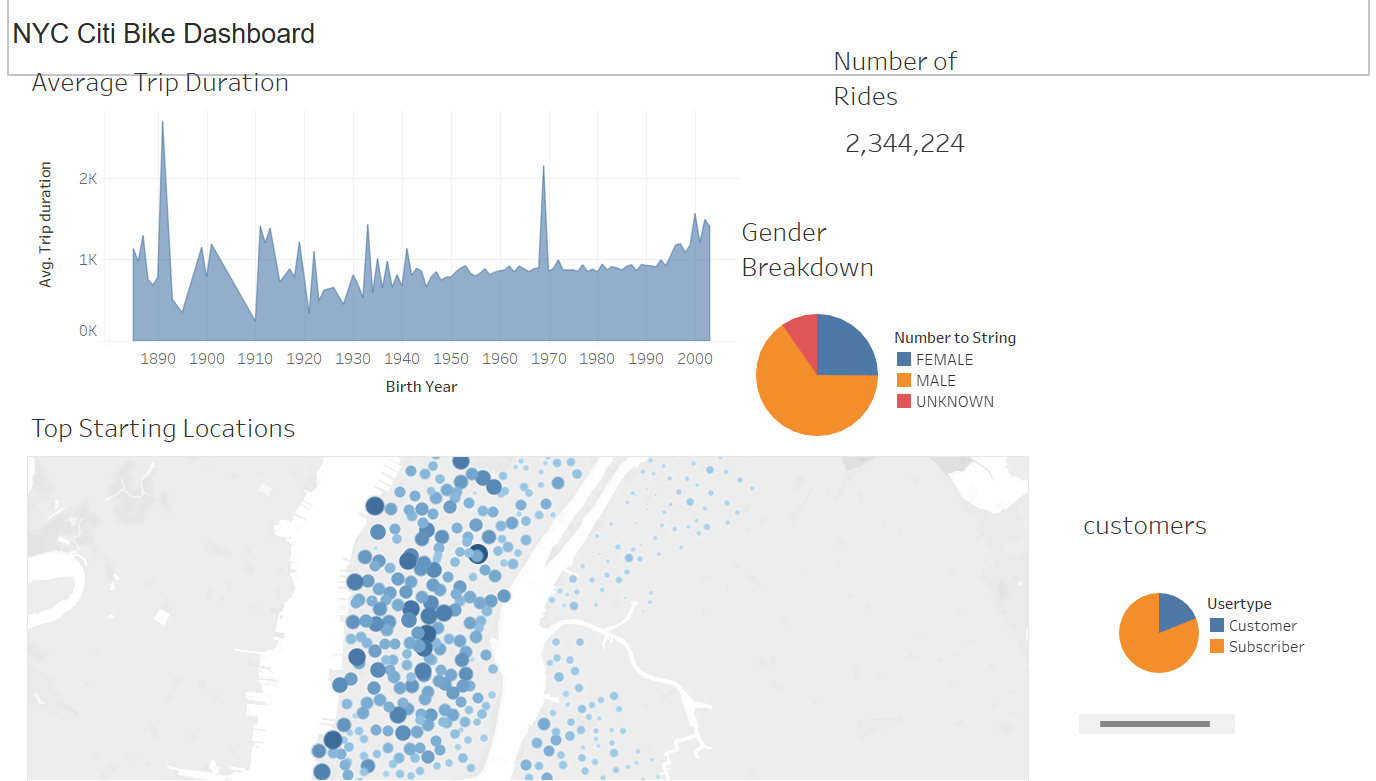 NYC Citi Bike Dashboard
Average Trip Duration
Number of
Rides
2,344,224
Avg. Trip duration
2K
1K
0K
1890 1900 1910 1920 1930 1940 1950 1960 1970 1980 1990 2000
Birth Year
Gender
Breakdown
Number to String
FEMALE
MALE
UNKNOWN
Top Starting Locations
customers
Usertype
Customer
Subscriber